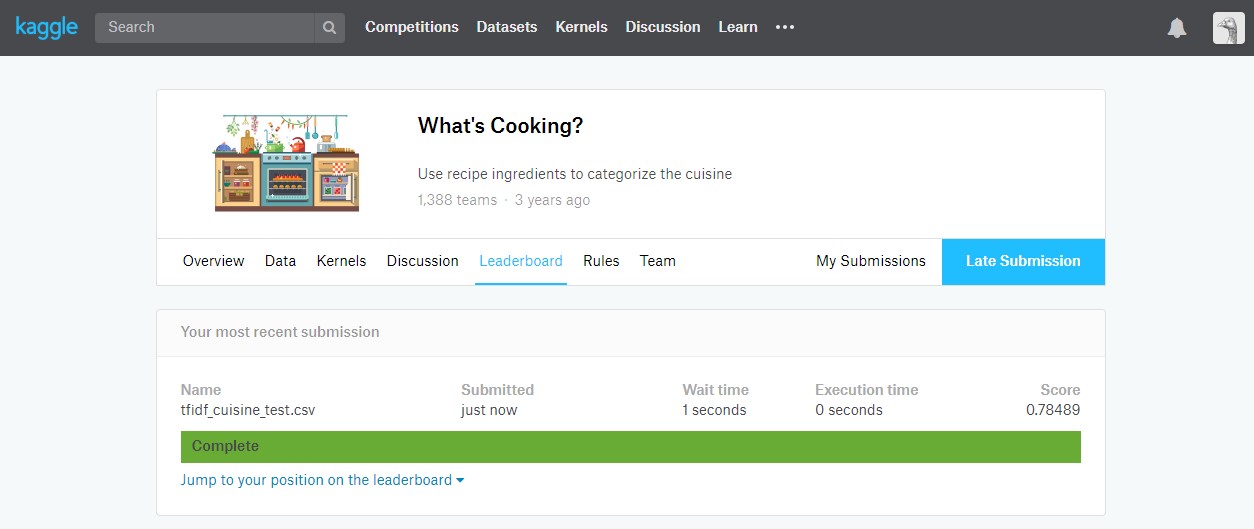 kaggle Search Competitions Datasets Kernels Discussion Learn •••
What's Cooking?
Use recipe ingredients to categorize the cuisine
1,388 teams · 3 years ago
Overview Data Kernels Discussion Leaderboard Rules Team My Submissions Late Submission
Your most recent submission
Name Submitted Wait time Execution time Score
tfidf_cuisine_test.csv just now 1 seconds 0 seconds 0.78489
Complete
Jump to your position on the leaderboard